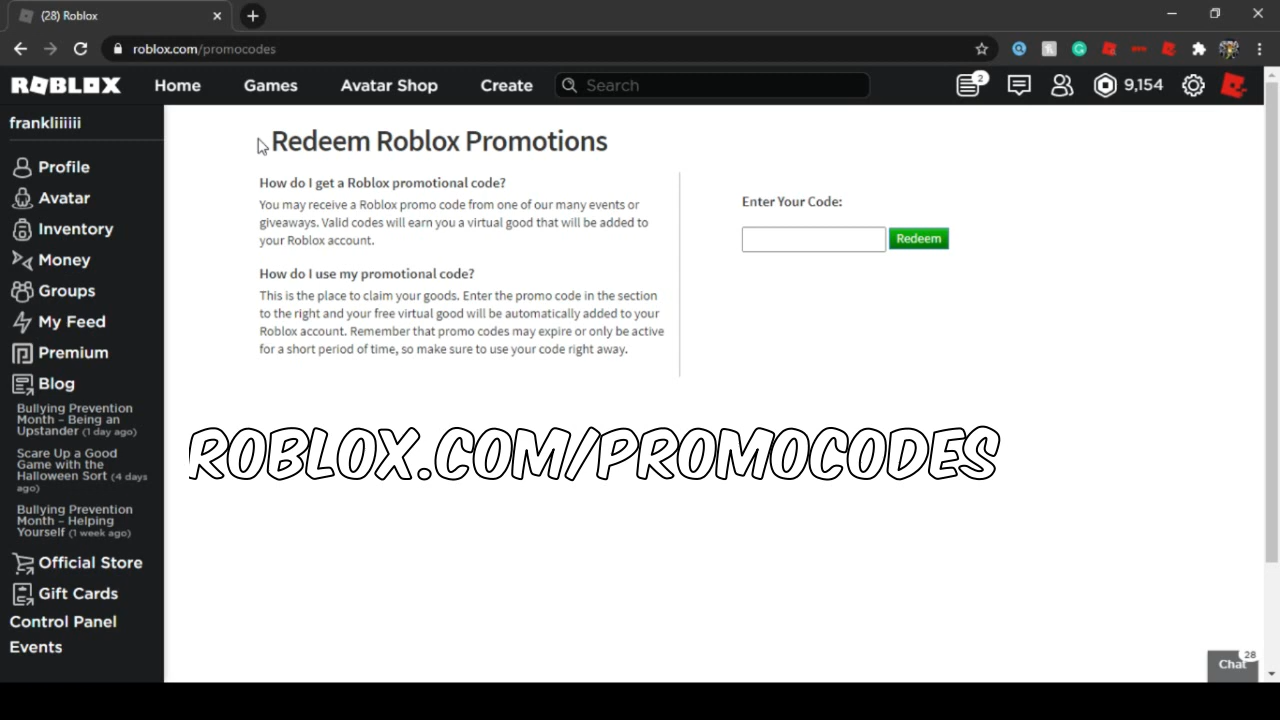 (28) Roblox
roblox.com/promocodes
ROBLOX
Home
Games
Avatar Shop
Create
Search
2
9,154
frankliiiiii
Profile
Avatar
Inventory
Money
Groups
My Feed
Premium
Blog
Bullying Prevention
Month – Being an
Upstander (1 day ago)
Scare Up a Good
Game with the
Halloween Sort (4 days
ago)
Bullying Prevention
Month – Helping
Yourself (1 week ago)
Official Store
Gift Cards
Control Panel
Events
Redeem Roblox Promotions
How do I get a Roblox promotional code?
You may receive a Roblox promo code from one of our many events or
giveaways. Valid codes will earn you a virtual good that will be added to
your Roblox account.
How do I use my promotional code?
This is the place to claim your goods. Enter the promo code in the section
to the right and your free virtual good will be automatically added to your
Roblox account. Remember that promo codes may expire or only be active
for a short period of time, so make sure to use your code right away.
Enter Your Code:
Redeem
ROBLOX.COM/PROMOCODES
28
Chat